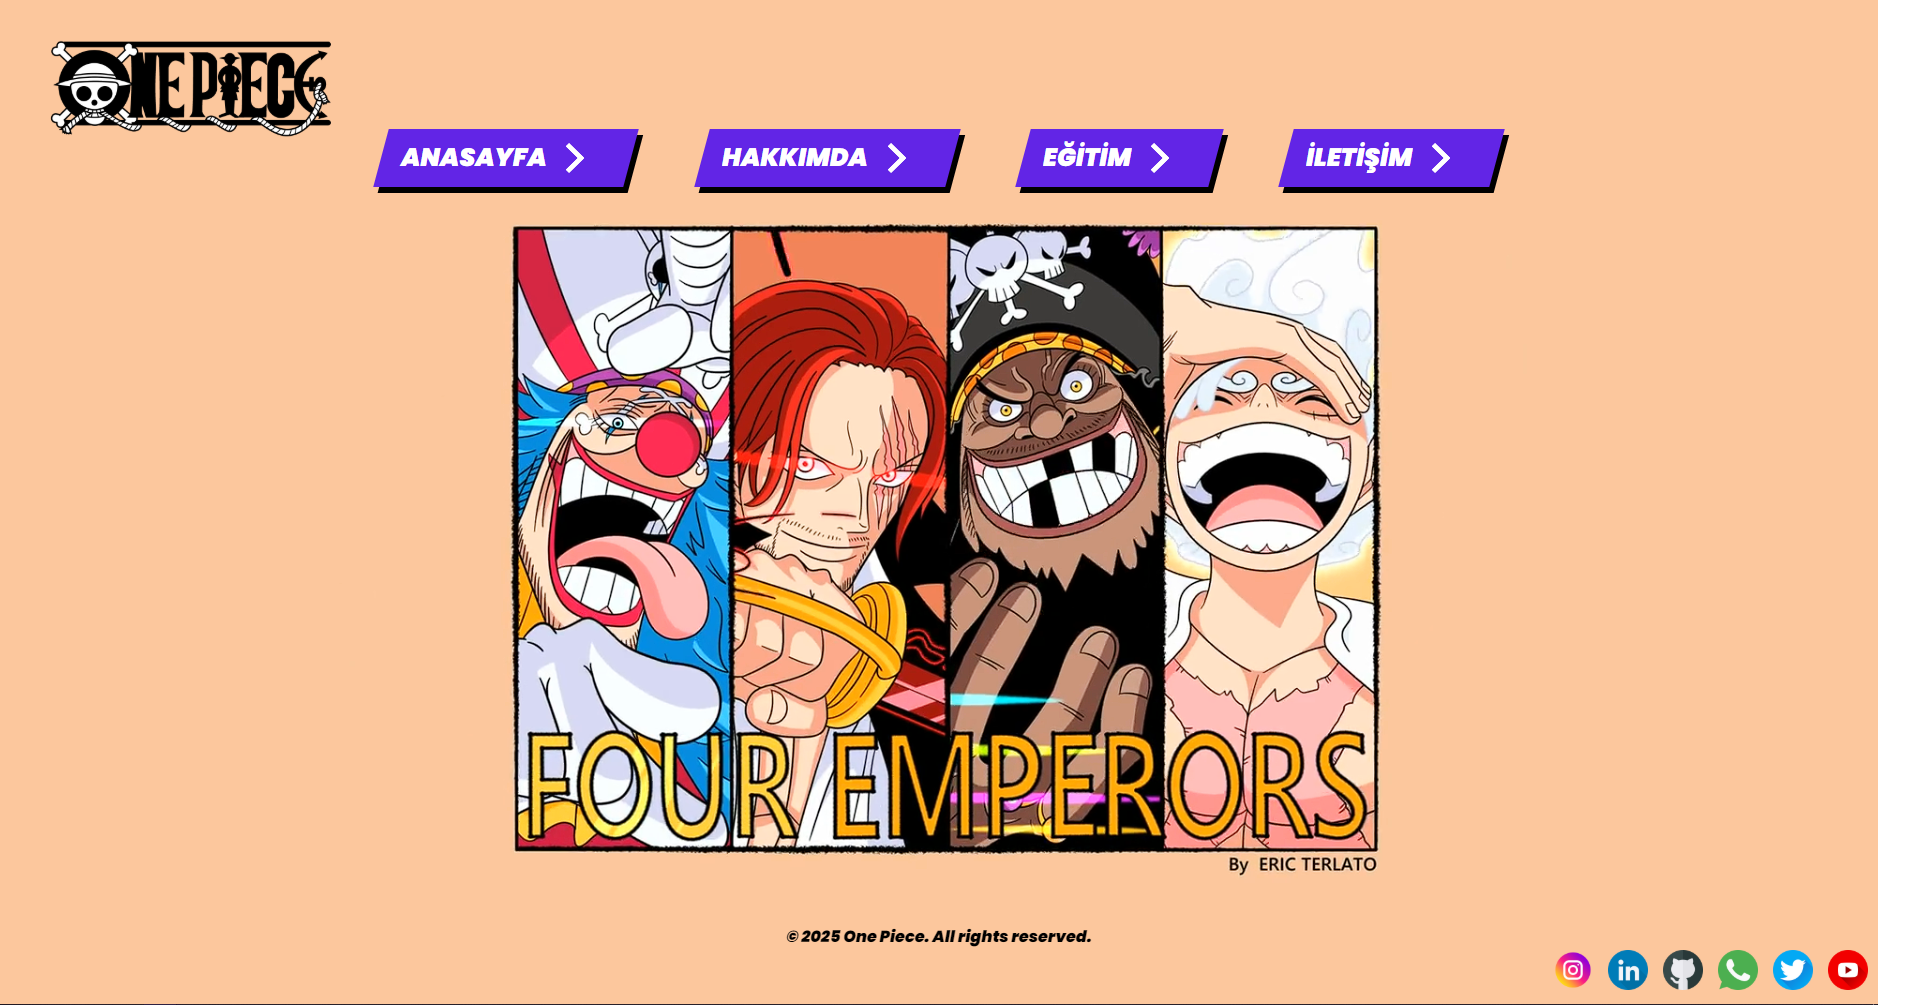 ONE PIECE
ANASAYFA
HAKKIMDA
EĞİTİM
İLETİŞİM
FOUR EMPERORS
By ERIC TERLATO
© 2025 One Piece. All rights reserved.
in